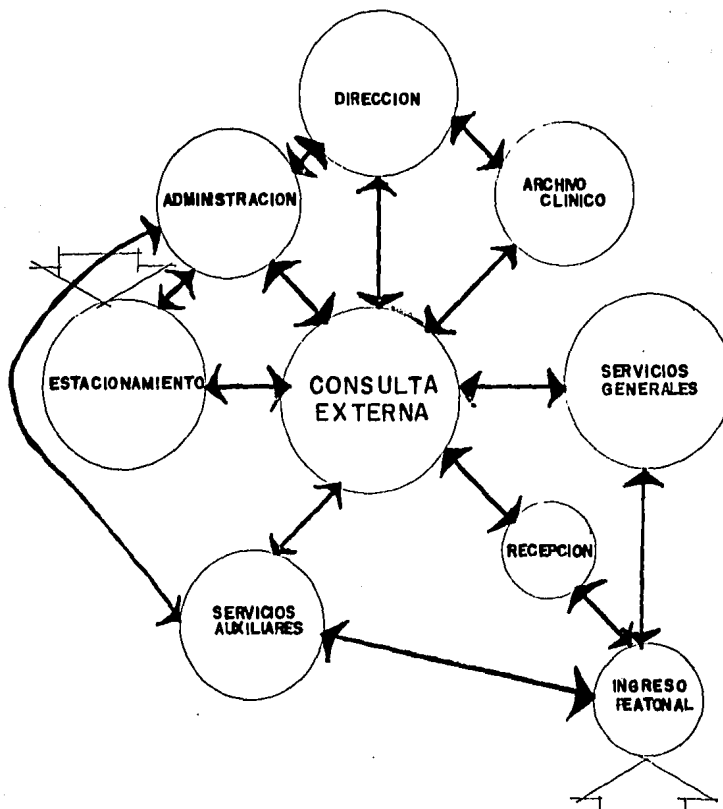 DIRECCION
ADMINISTRACION
ARCHIVO
CLINICO
ESTACIONAMIENTO
CONSULTA
EXTERNA
SERVICIOS
GENERALES
RECEPCION
SERVICIOS
AUXILIARES
INGRESO
PEATONAL